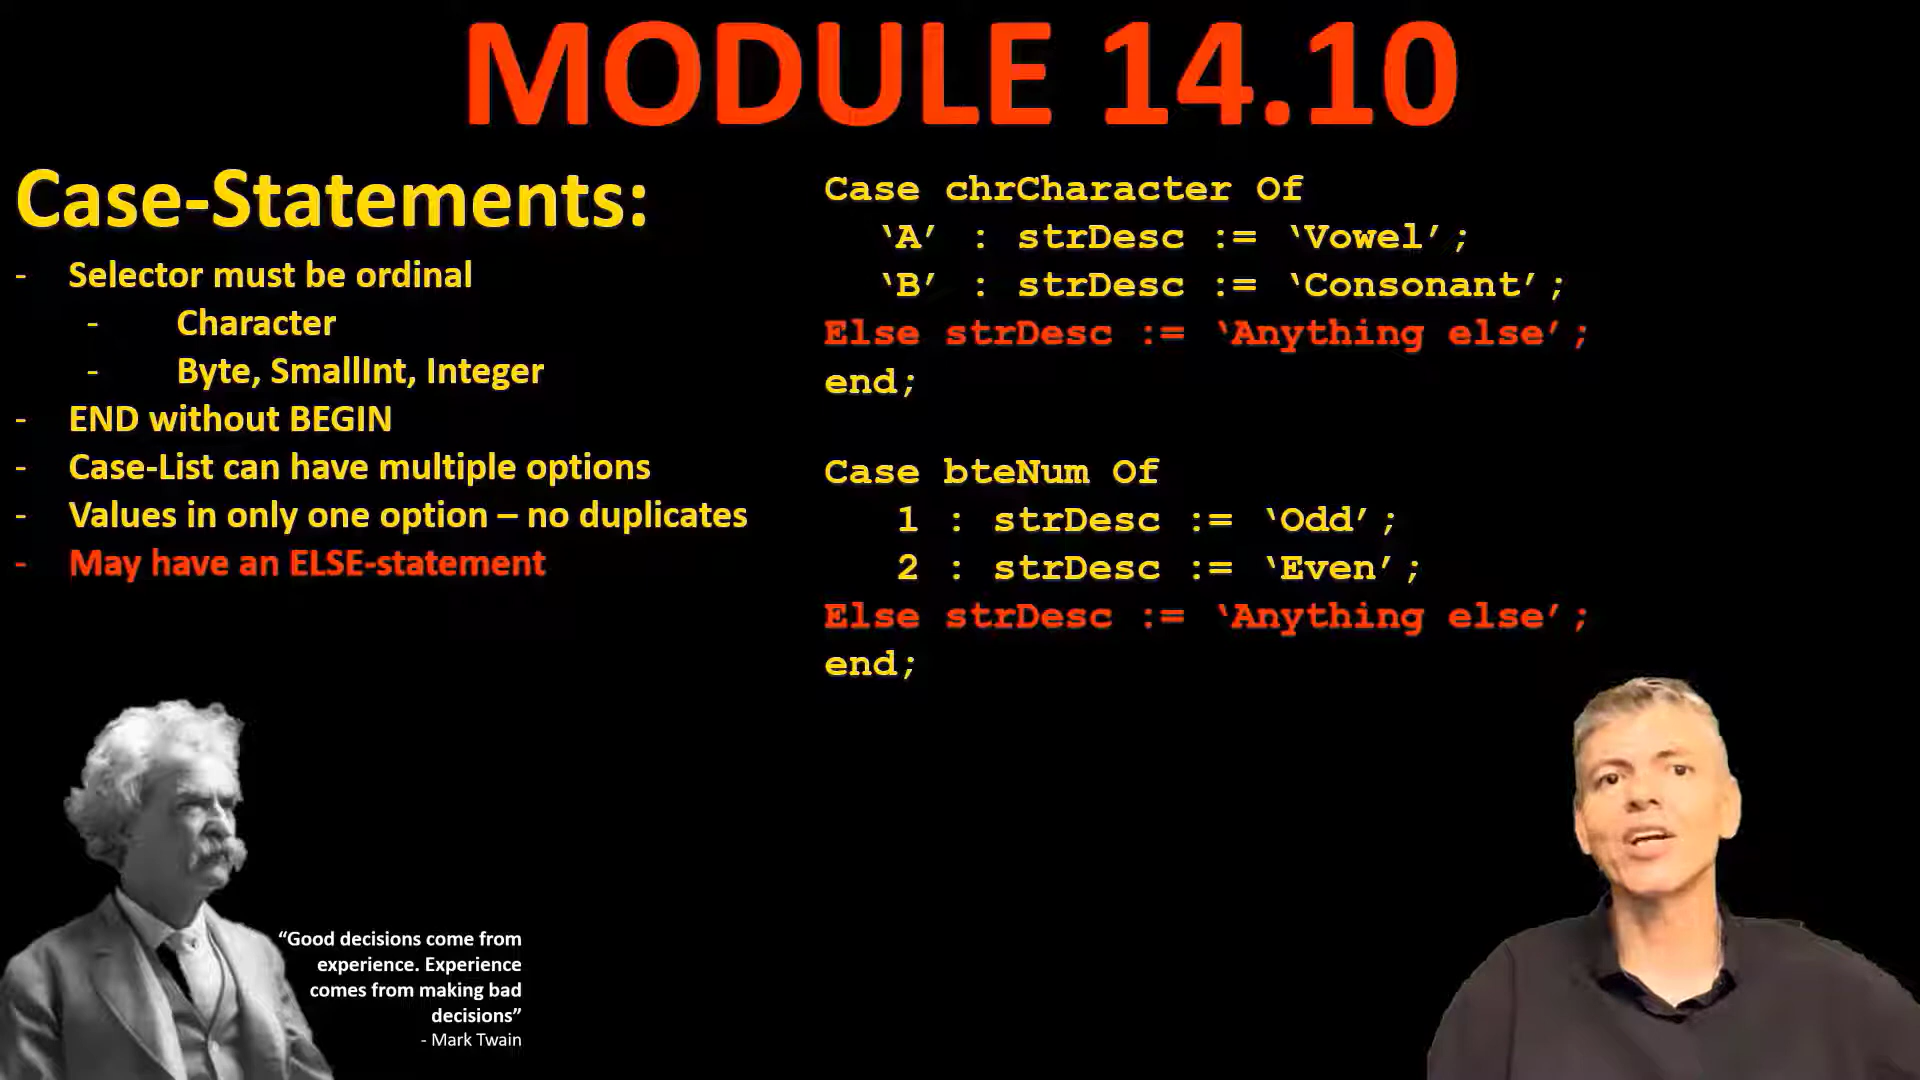 MODULE 14.10
Case-Statements:
- Selector must be ordinal
- Character
- Byte, SmallInt, Integer
- END without BEGIN
- Case-List can have multiple options
- Values in only one option – no duplicates
- May have an ELSE-statement
Case chrCharacter Of
‘A’ : strDesc := ‘Vowel’;
‘B’ : strDesc := ‘Consonant’;
Else strDesc := ‘Anything else’;
end;
Case bteNum Of
1 : strDesc := ‘Odd’;
2 : strDesc := ‘Even’;
Else strDesc := ‘Anything else’;
end;
“Good decisions come from
experience. Experience
comes from making bad
decisions”
- Mark Twain